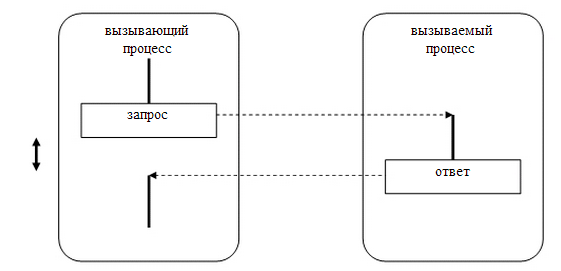 вызывающий
процесс
запрос
вызываемый
процесс
ответ